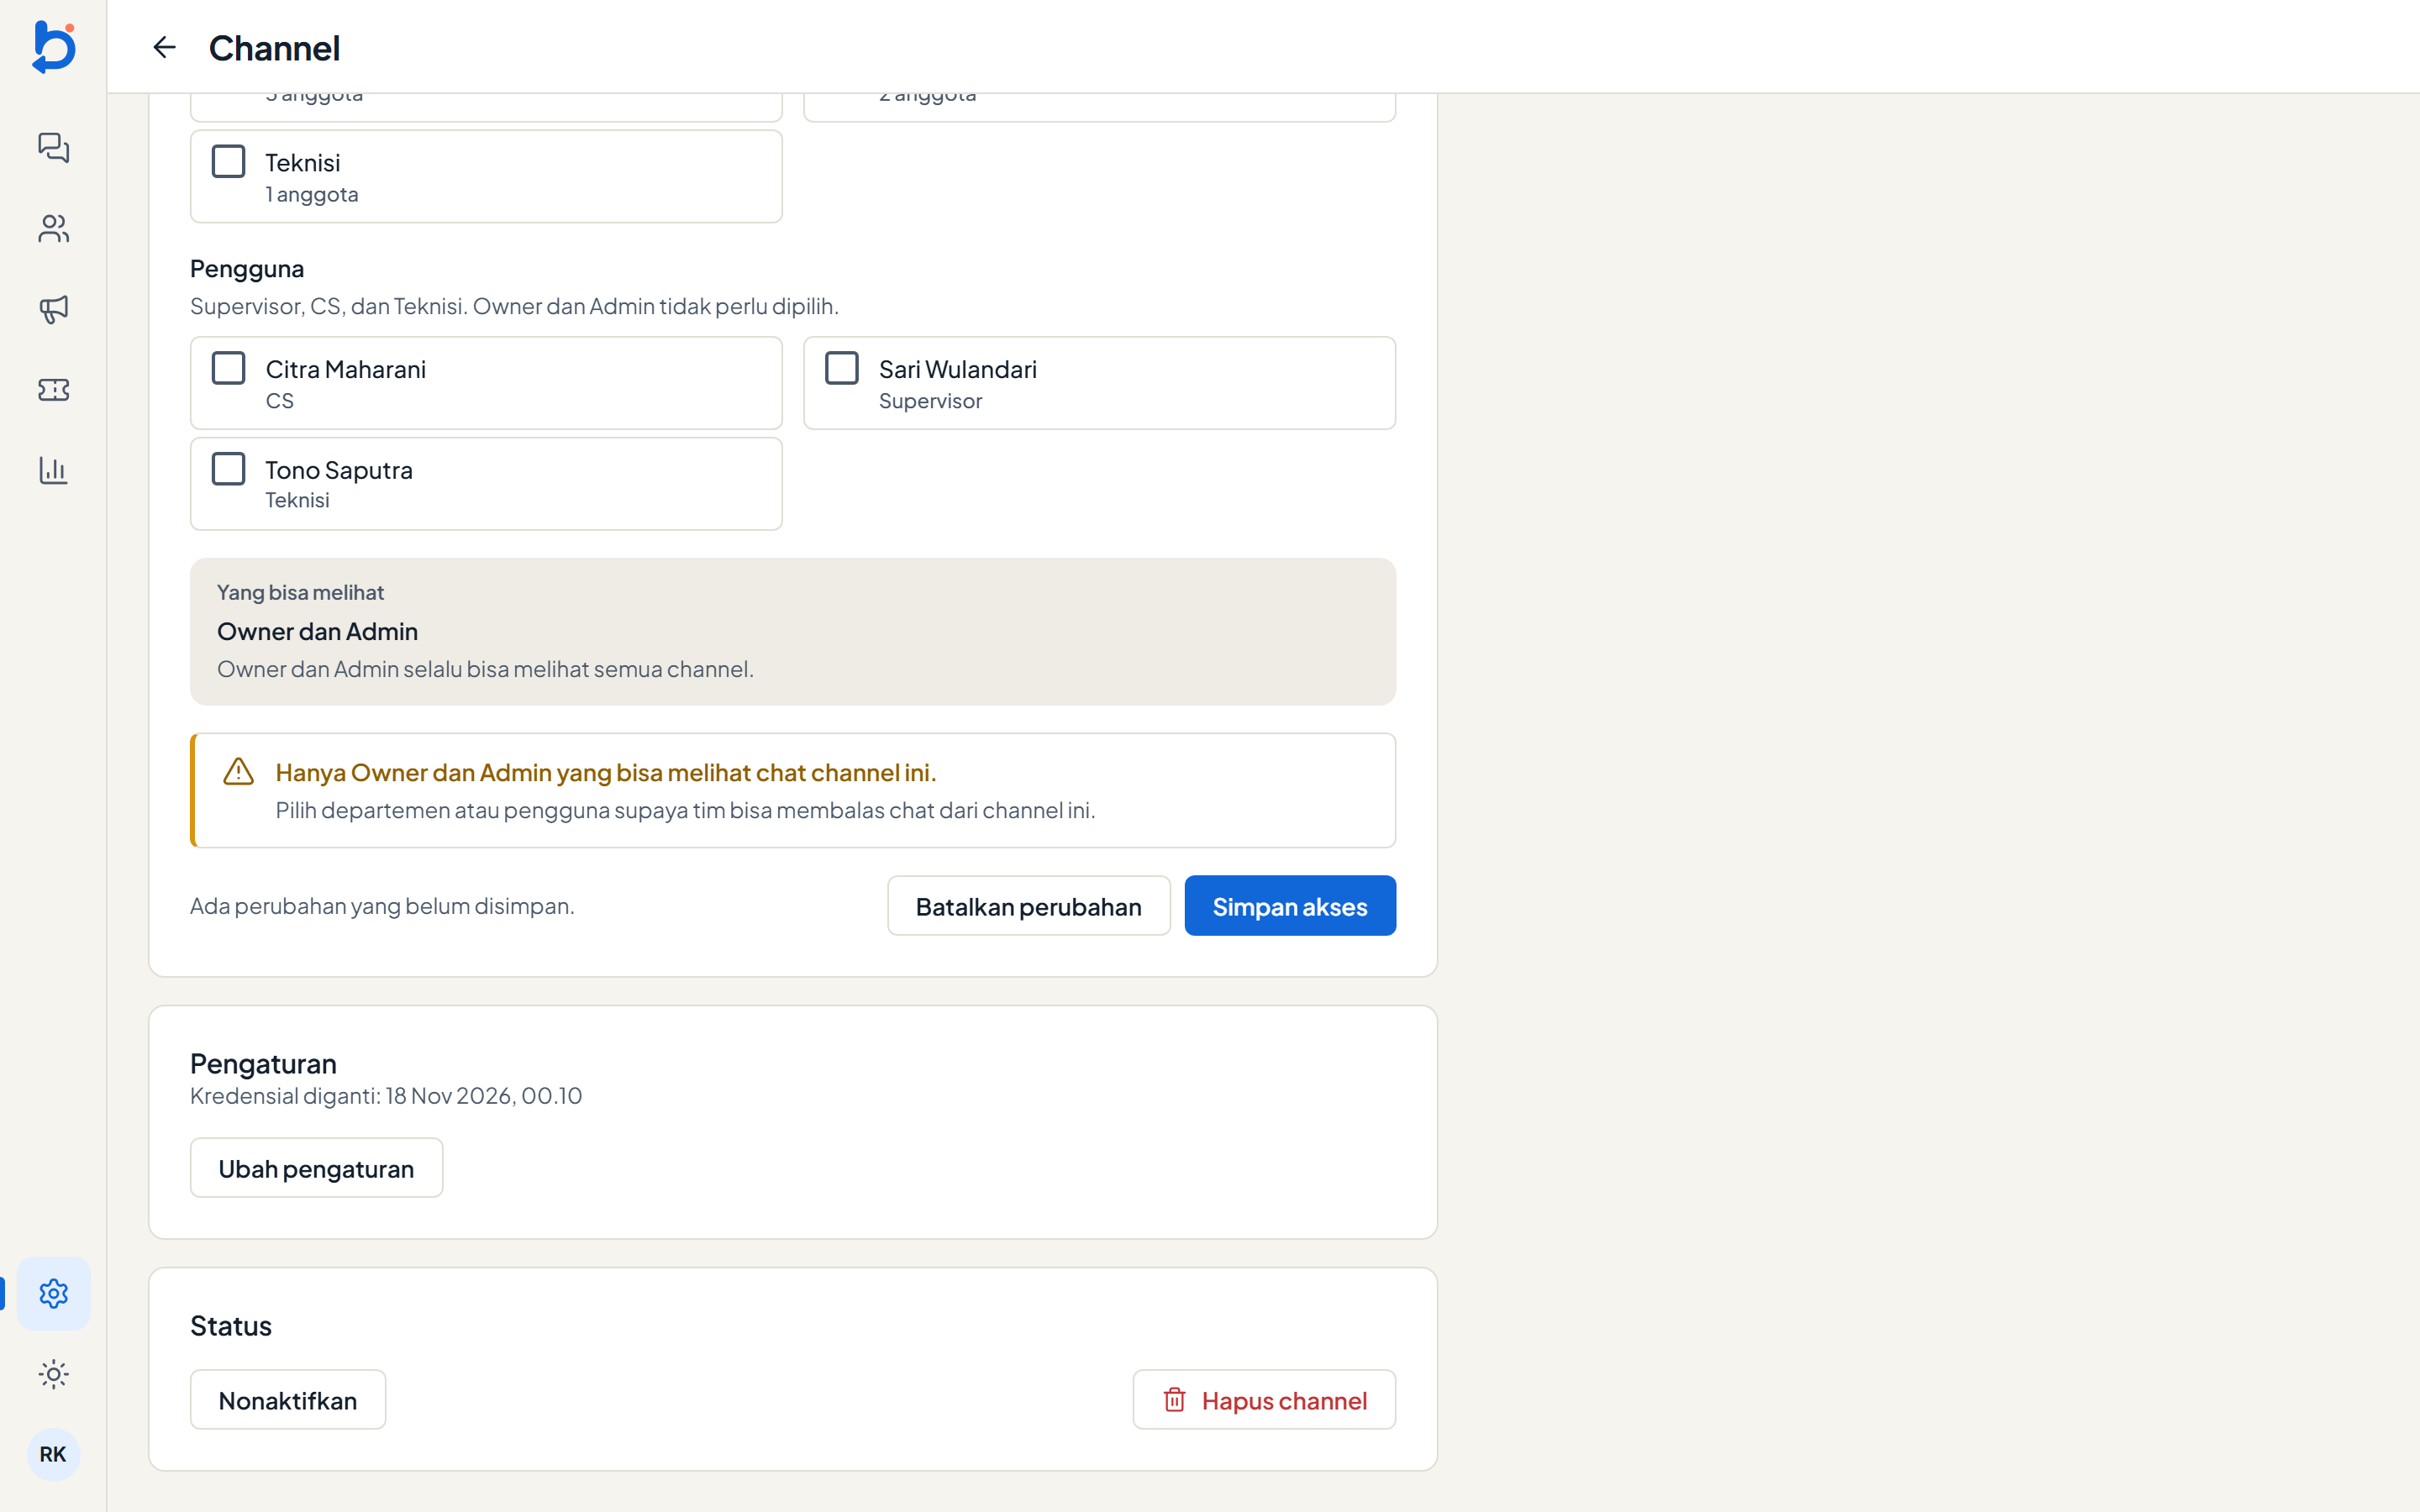 Channel
3 anggota
2 anggota
Teknisi
1 anggota
Pengguna
Supervisor, CS, dan Teknisi. Owner dan Admin tidak perlu dipilih.
Citra Maharani
CS
Sari Wulandari
Supervisor
Tono Saputra
Teknisi
Yang bisa melihat
Owner dan Admin
Owner dan Admin selalu bisa melihat semua channel.
Hanya Owner dan Admin yang bisa melihat chat channel ini.
Pilih departemen atau pengguna supaya tim bisa membalas chat dari channel ini.
Ada perubahan yang belum disimpan.
Batalkan perubahan
Simpan akses
Pengaturan
Kredensial diganti: 18 Nov 2026, 00.10
Ubah pengaturan
Status
Nonaktifkan
Hapus channel
RK